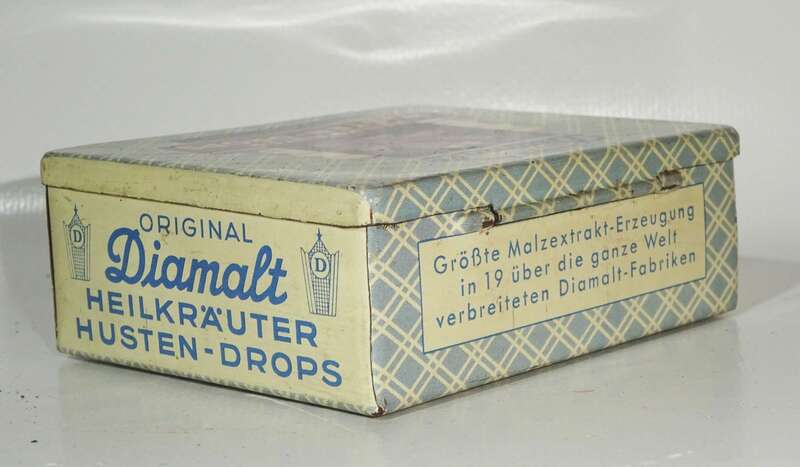 ORIGINAL
D Diamalt D
HEILKRÄUTER
HUSTEN-DROPS
Größte Malzextrakt-Erzeugung
in 19 über die ganze Welt
verbreiteten Diamalt-Fabriken